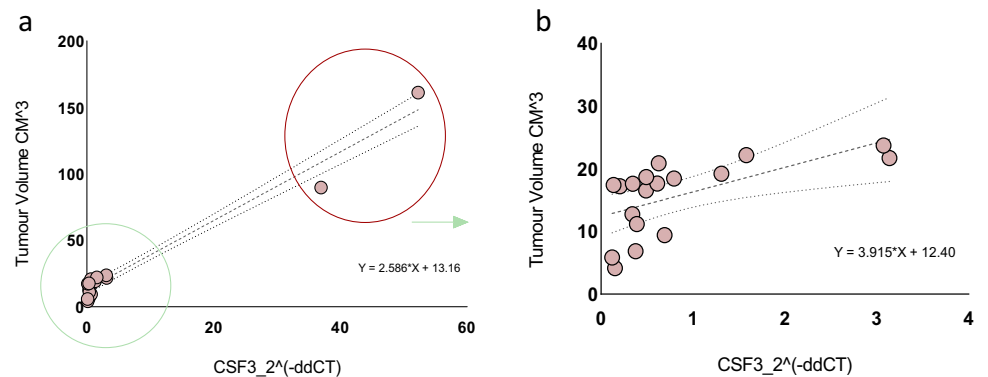 a
Tumour Volume CM^3
200
150
100
50
0
0
20
40
60
Y = 2.586*X + 13.16
CSF3_2^(-ddCT)
b
Tumour Volume CM^3
40
30
20
10
0
0
1
2
3
4
Y = 3.915*X + 12.40
CSF3_2^(-ddCT)